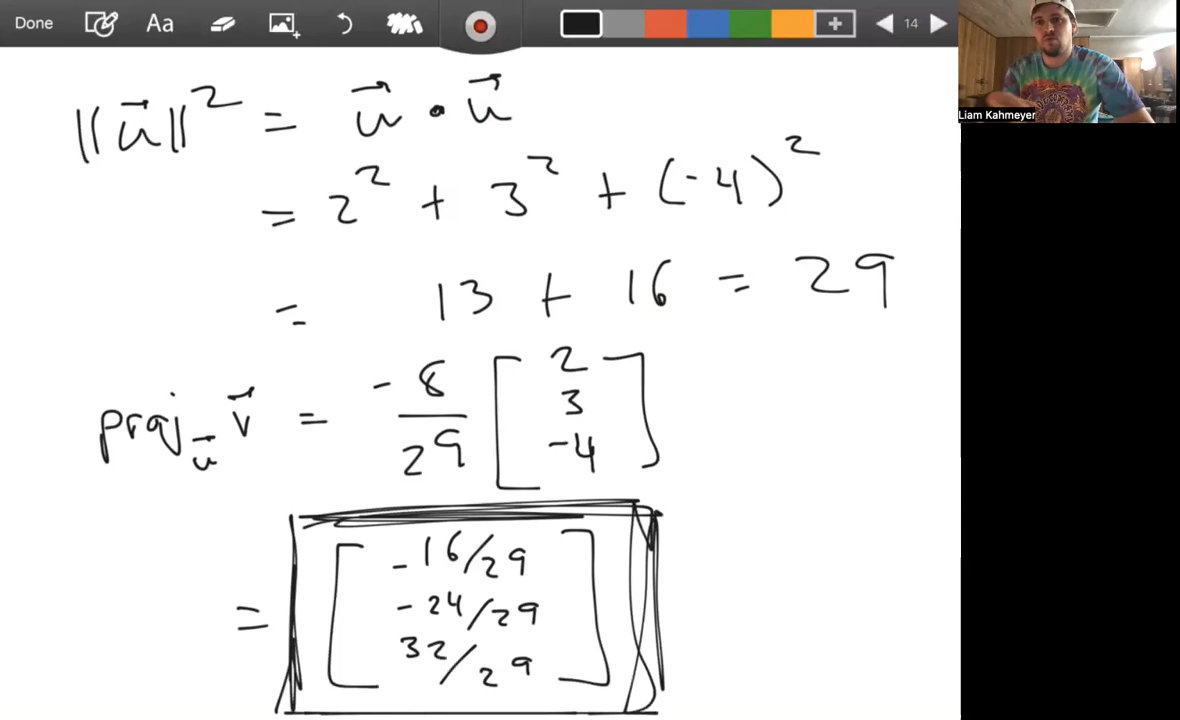 Done Aa 14
Liam Kahmeyer
‖u⃗‖² = u⃗ • u⃗
= 2² + 3² + (-4)²
= 13 + 16 = 29
proj_u⃗ v⃗ = -8/29 [2 3 -4]
= [-16/29 -24/29 32/29]